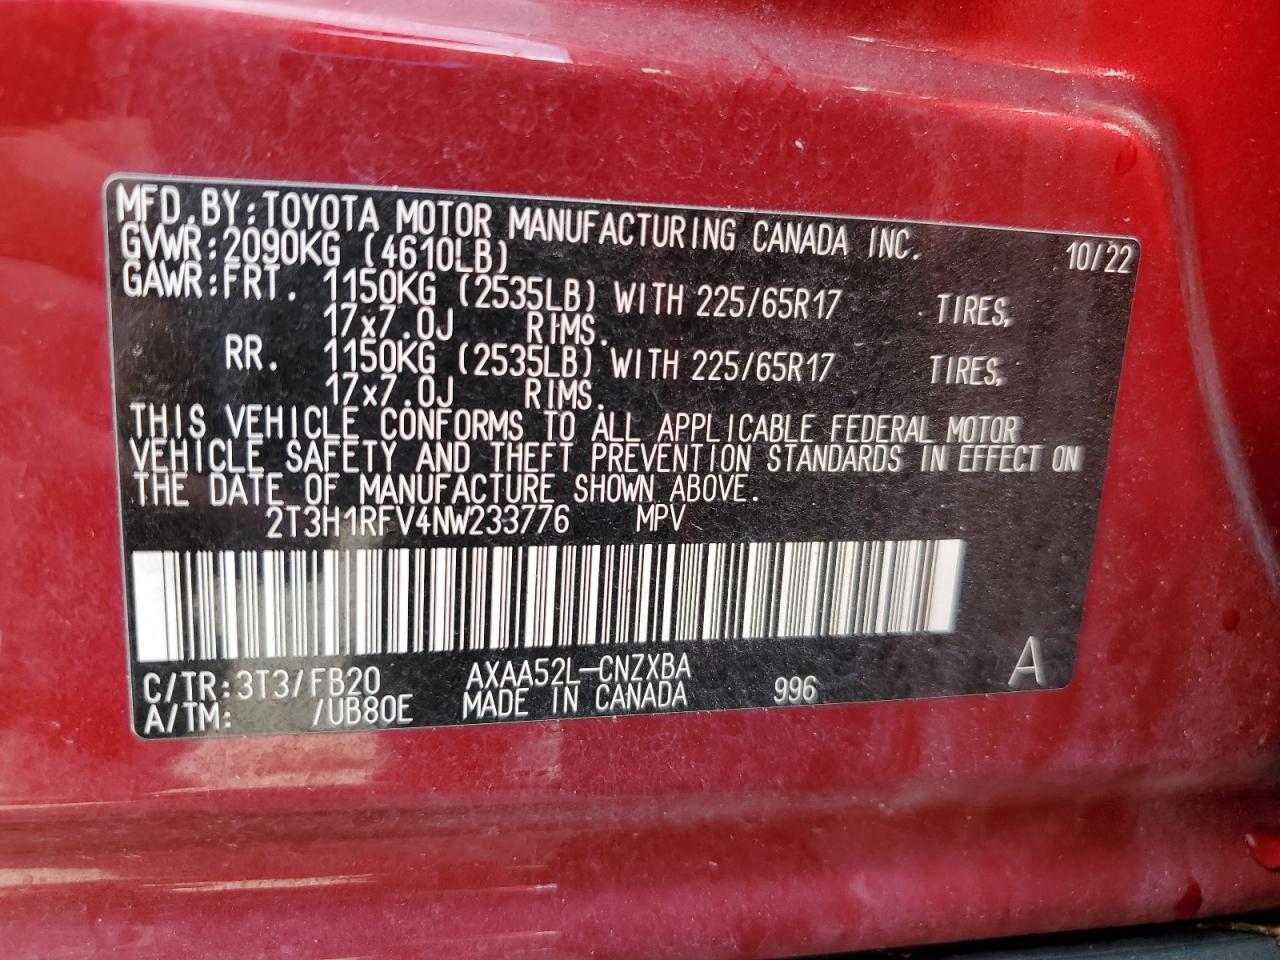 MFD.BY:TOYOTA MOTOR MANUFACTURING CANADA INC.
GVWR:2090KG (4610LB) 10/22
GAWR:FRT. 1150KG (2535LB) WITH 225/65R17 TIRES,
17x7.0J RIMS.
RR. 1150KG (2535LB) WITH 225/65R17 TIRES,
17x7.0J RIMS.
THIS VEHICLE CONFORMS TO ALL APPLICABLE FEDERAL MOTOR
VEHICLE SAFETY AND THEFT PREVENTION STANDARDS IN EFFECT ON
THE DATE OF MANUFACTURE SHOWN ABOVE.
2T3H1RFV4NW233776 MPV
C/TR:3T3/FB20 AXAA52L-CNZXBA A
A/TM: /UB80E MADE IN CANADA 996